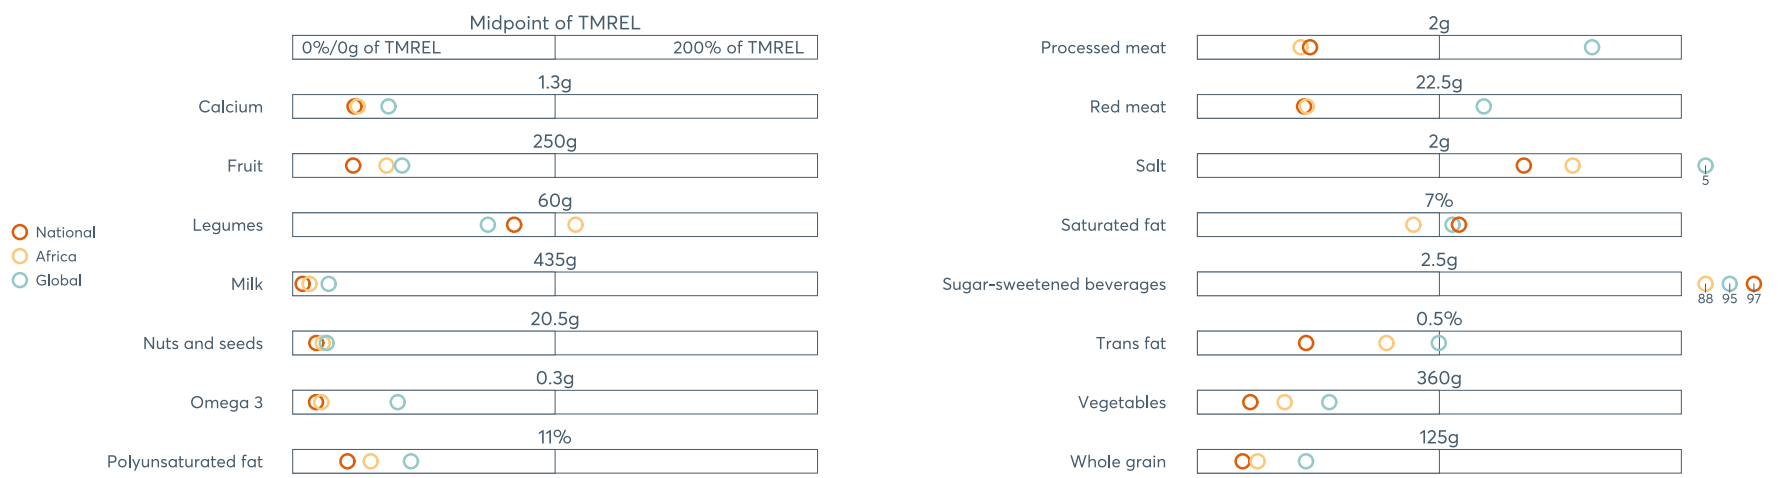 Midpoint of TMREL
0%/0g of TMREL 200% of TMREL
1.3g
Calcium
250g
Fruit
60g
Legumes
435g
Milk
20.5g
Nuts and seeds
0.3g
Omega 3
11%
Polyunsaturated fat
National
Africa
Global
2g
Processed meat
22.5g
Red meat
2g
Salt
5
7%
Saturated fat
2.5g
Sugar-sweetened beverages
88 95 97
0.5%
Trans fat
360g
Vegetables
125g
Whole grain